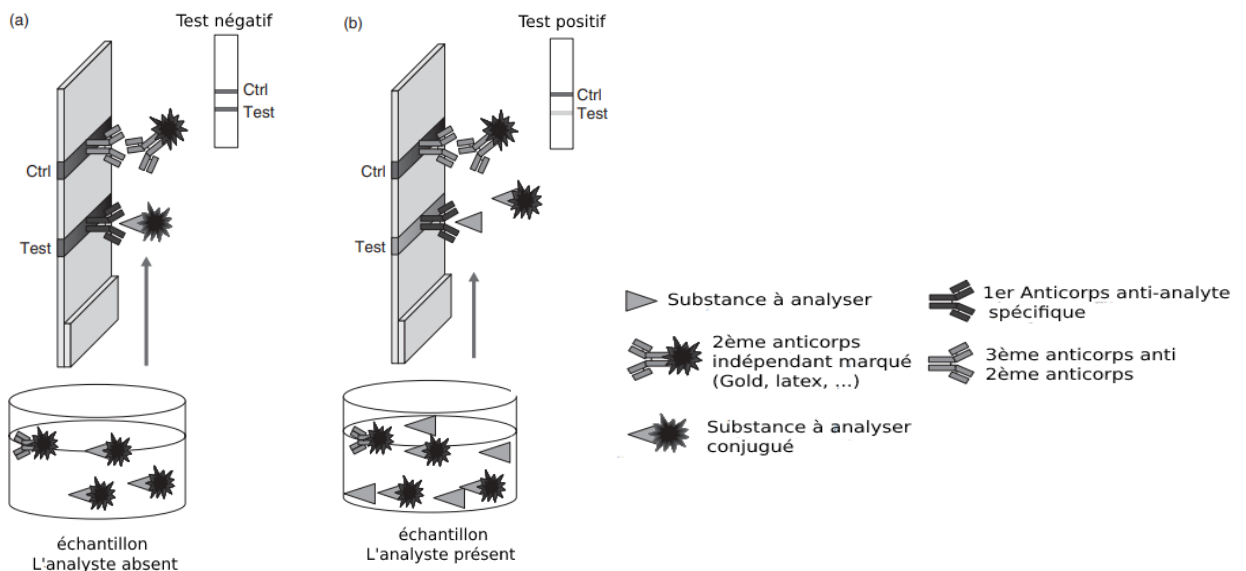 (a)
Test négatif
Ctrl
Test
Ctrl
Test
échantillon
L'analyste absent
(b)
Test positif
Ctrl
Test
Ctrl
Test
échantillon
L'analyste présent
Substance à analyser
2ème anticorps
indépendant marqué
(Gold, latex, ...)
Substance à analyser
conjugué
1er Anticorps anti-analyte
spécifique
3ème anticorps anti
2ème anticorps